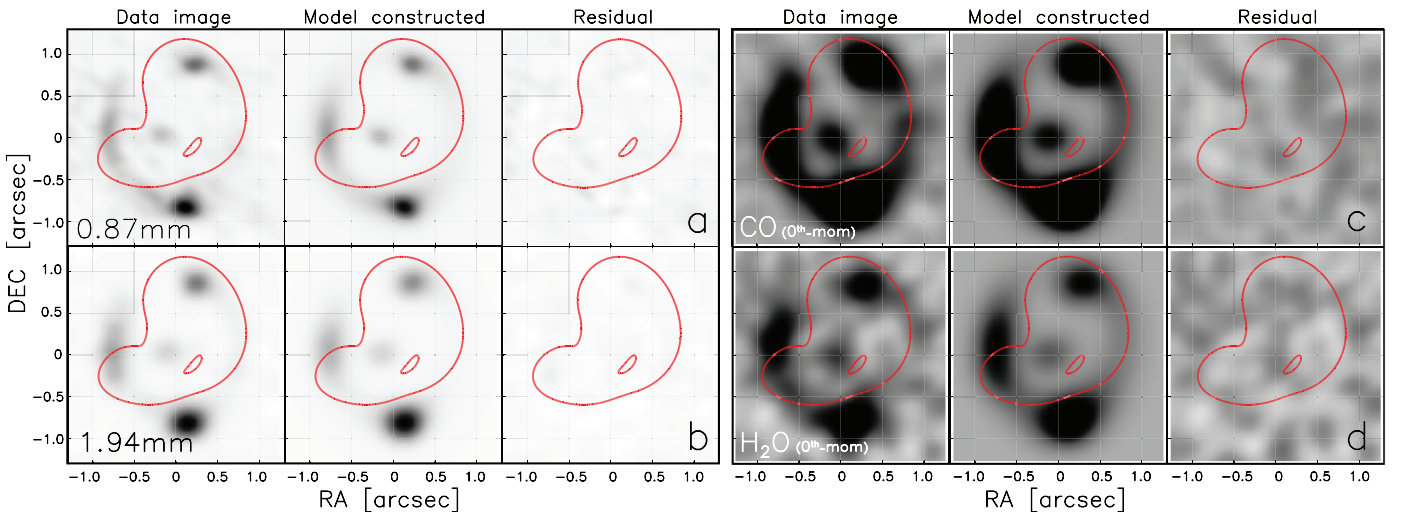 Data image Model constructed Residual Data image Model constructed Residual
1.0
0.5
0
−0.5
−1.0
0.87mm a CO (0th-mom) c
DEC [arcsec]
1.0
0.5
0
−0.5
−1.0
1.94mm b H2O (0th-mom) d
−1.0 −0.5 0 0.5 1.0 −1.0 −0.5 0 0.5 1.0 −1.0 −0.5 0 0.5 1.0 −1.0 −0.5 0 0.5 1.0 −1.0 −0.5 0 0.5 1.0 −1.0 −0.5 0 0.5 1.0
RA [arcsec] RA [arcsec]